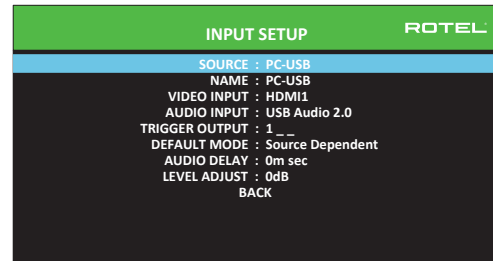 INPUT SETUP
ROTEL
SOURCE : PC-USB
NAME : PC-USB
VIDEO INPUT : HDMI1
AUDIO INPUT : USB Audio 2.0
TRIGGER OUTPUT : 1 _ _
DEFAULT MODE : Source Dependent
AUDIO DELAY : 0m sec
LEVEL ADJUST : 0dB
BACK